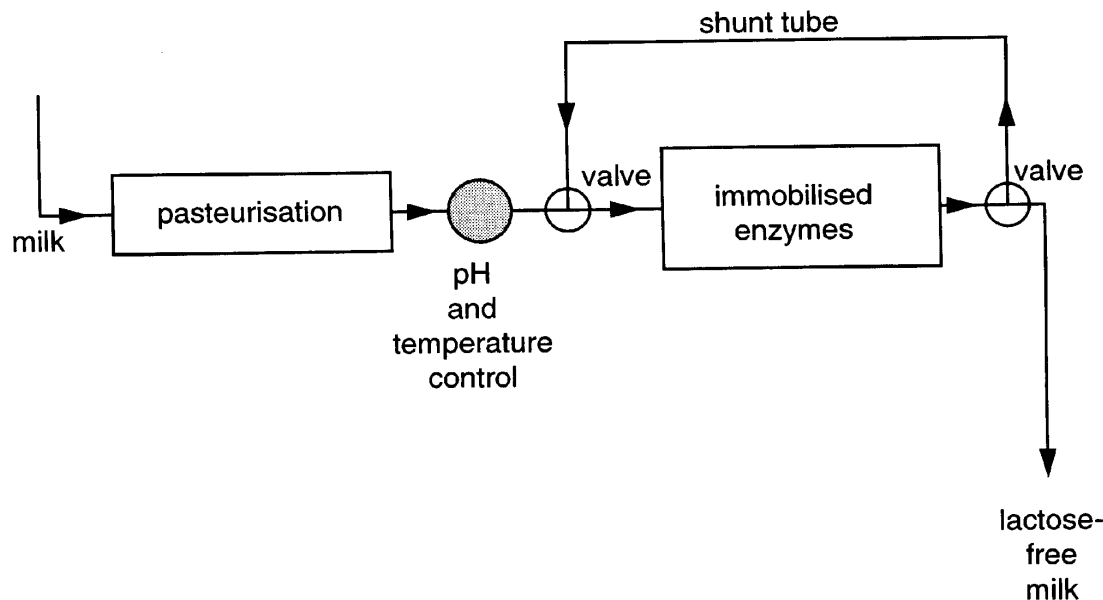 shunt tube
milk
pasteurisation
pH
and
temperature
control
valve
immobilised
enzymes
valve
lactose-
free
milk